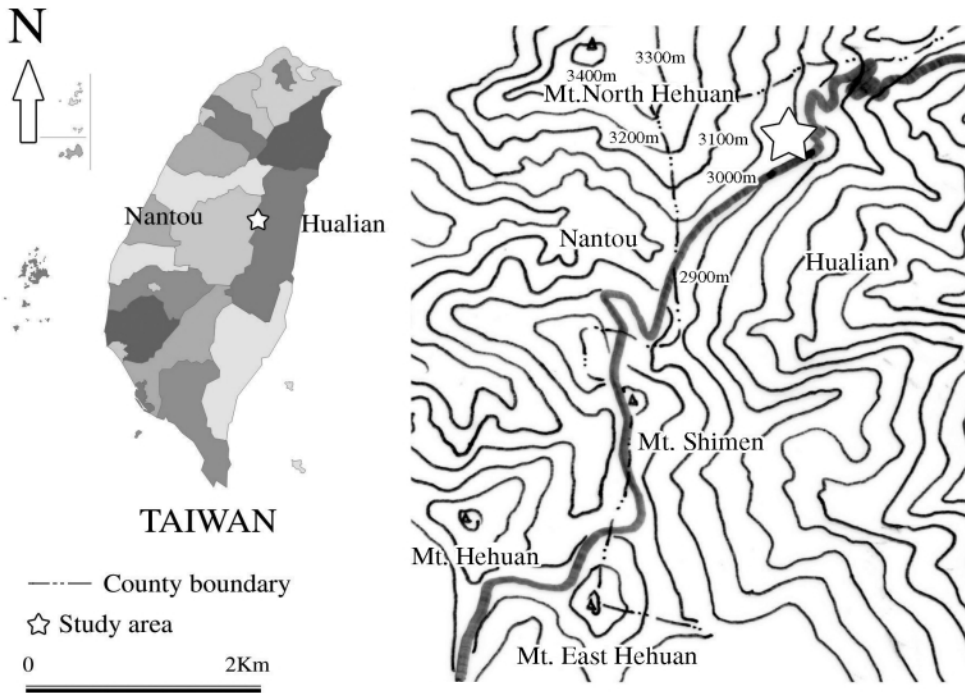 N
Nantou
Hualian
TAIWAN
County boundary
Study area
0 2Km
3300m
3400m
Mt.North Hehuan
3200m
3100m
3000m
Nantou
Hualian
2900m
Mt. Shimen
Mt. Hehuan
Mt. East Hehuan